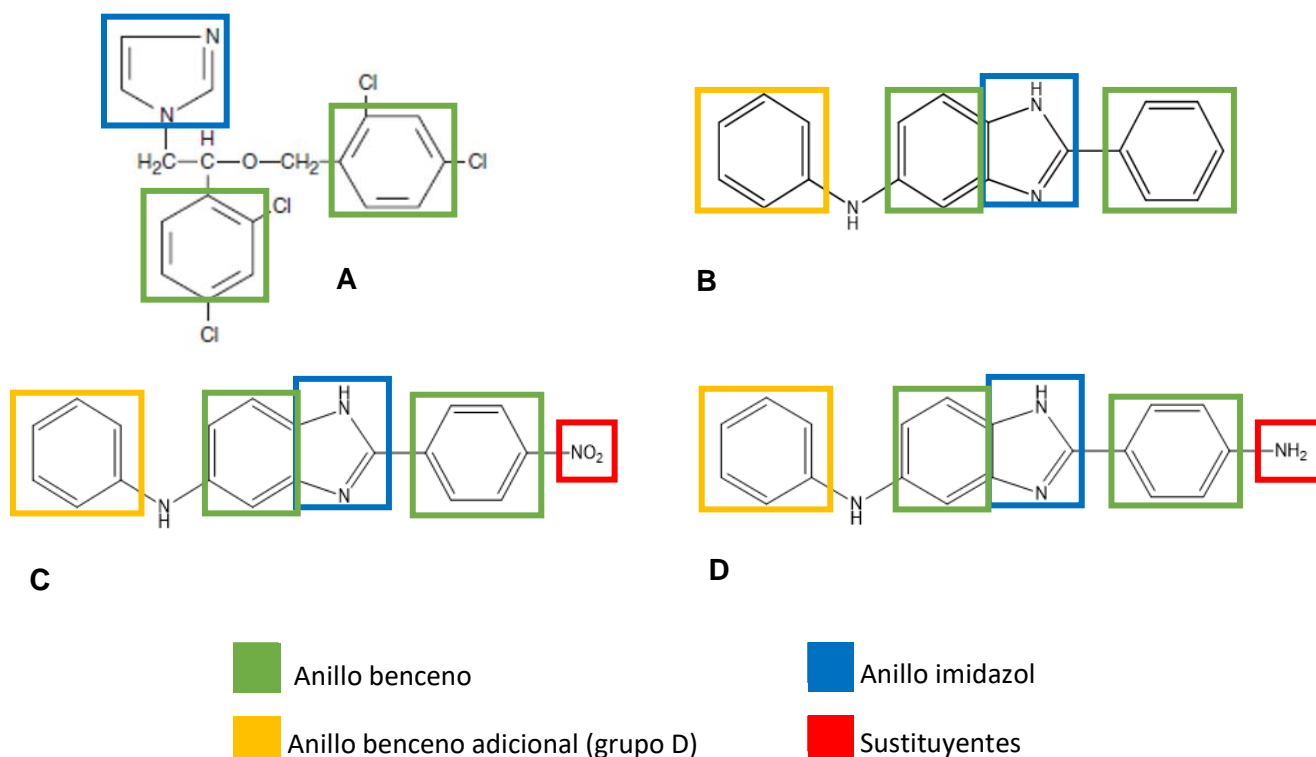 N
N
H
H₂C
O
CH₂
Cl
Cl
Cl
Cl
A
H
N
N
N
H
B
H
N
N
N
H
NO₂
C
H
N
N
N
H
NH₂
D
Anillo benceno
Anillo imidazol
Anillo benceno adicional (grupo D)
Sustituyentes